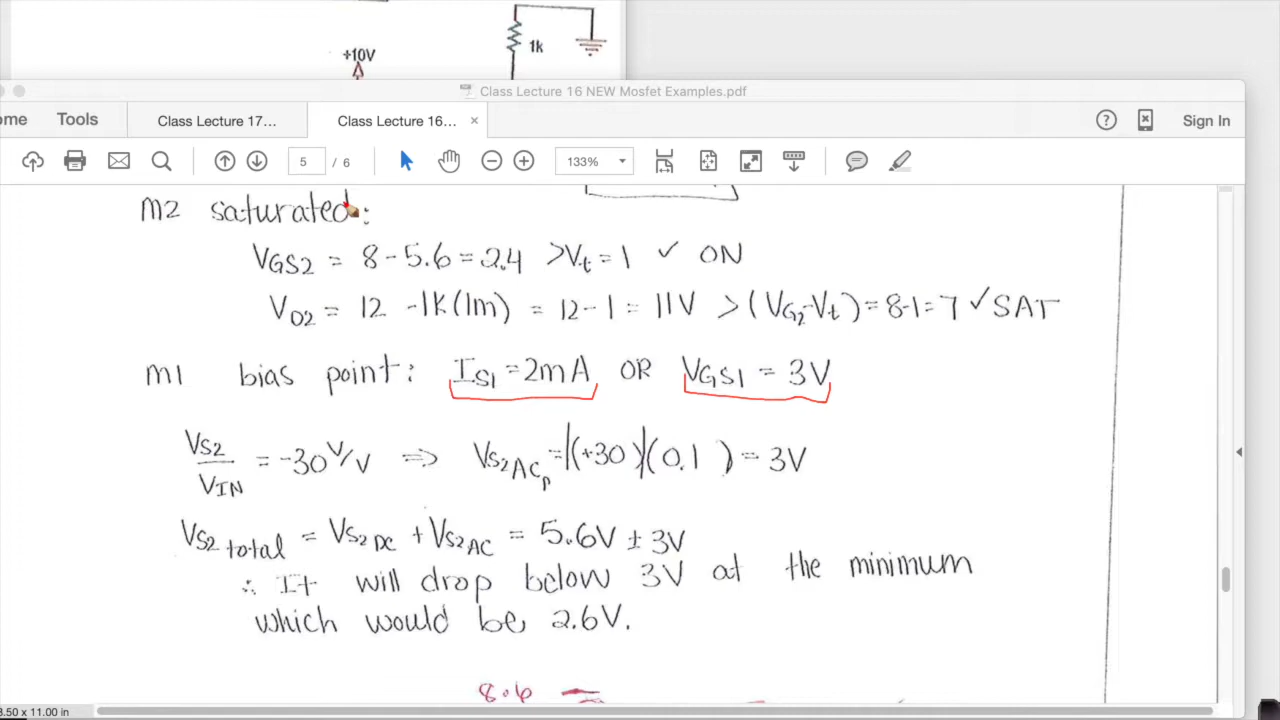 +10V
1k
Class Lecture 16 NEW Mosfet Examples.pdf
ome Tools Class Lecture 17... Class Lecture 16... × ? Sign In
5 / 6 133%
M2 saturated:
VGS2 = 8 - 5.6 = 2.4 > Vt = 1 ✓ ON
VO2 = 12 - 1K(1m) = 12 - 1 = 11V > (VG2 - Vt) = 8-1 = 7 ✓ SAT
M1 bias point: IS1 = 2mA OR VGS1 = 3V
VS2/VIN = -30 V/V ⇒ VS2ACp = |(+30)|(0.1) = 3V
VS2 total = VS2DC + VS2AC = 5.6V ± 3V
∴ It will drop below 3V at the minimum
which would be 2.6V.
8.6
8.50 x 11.00 in